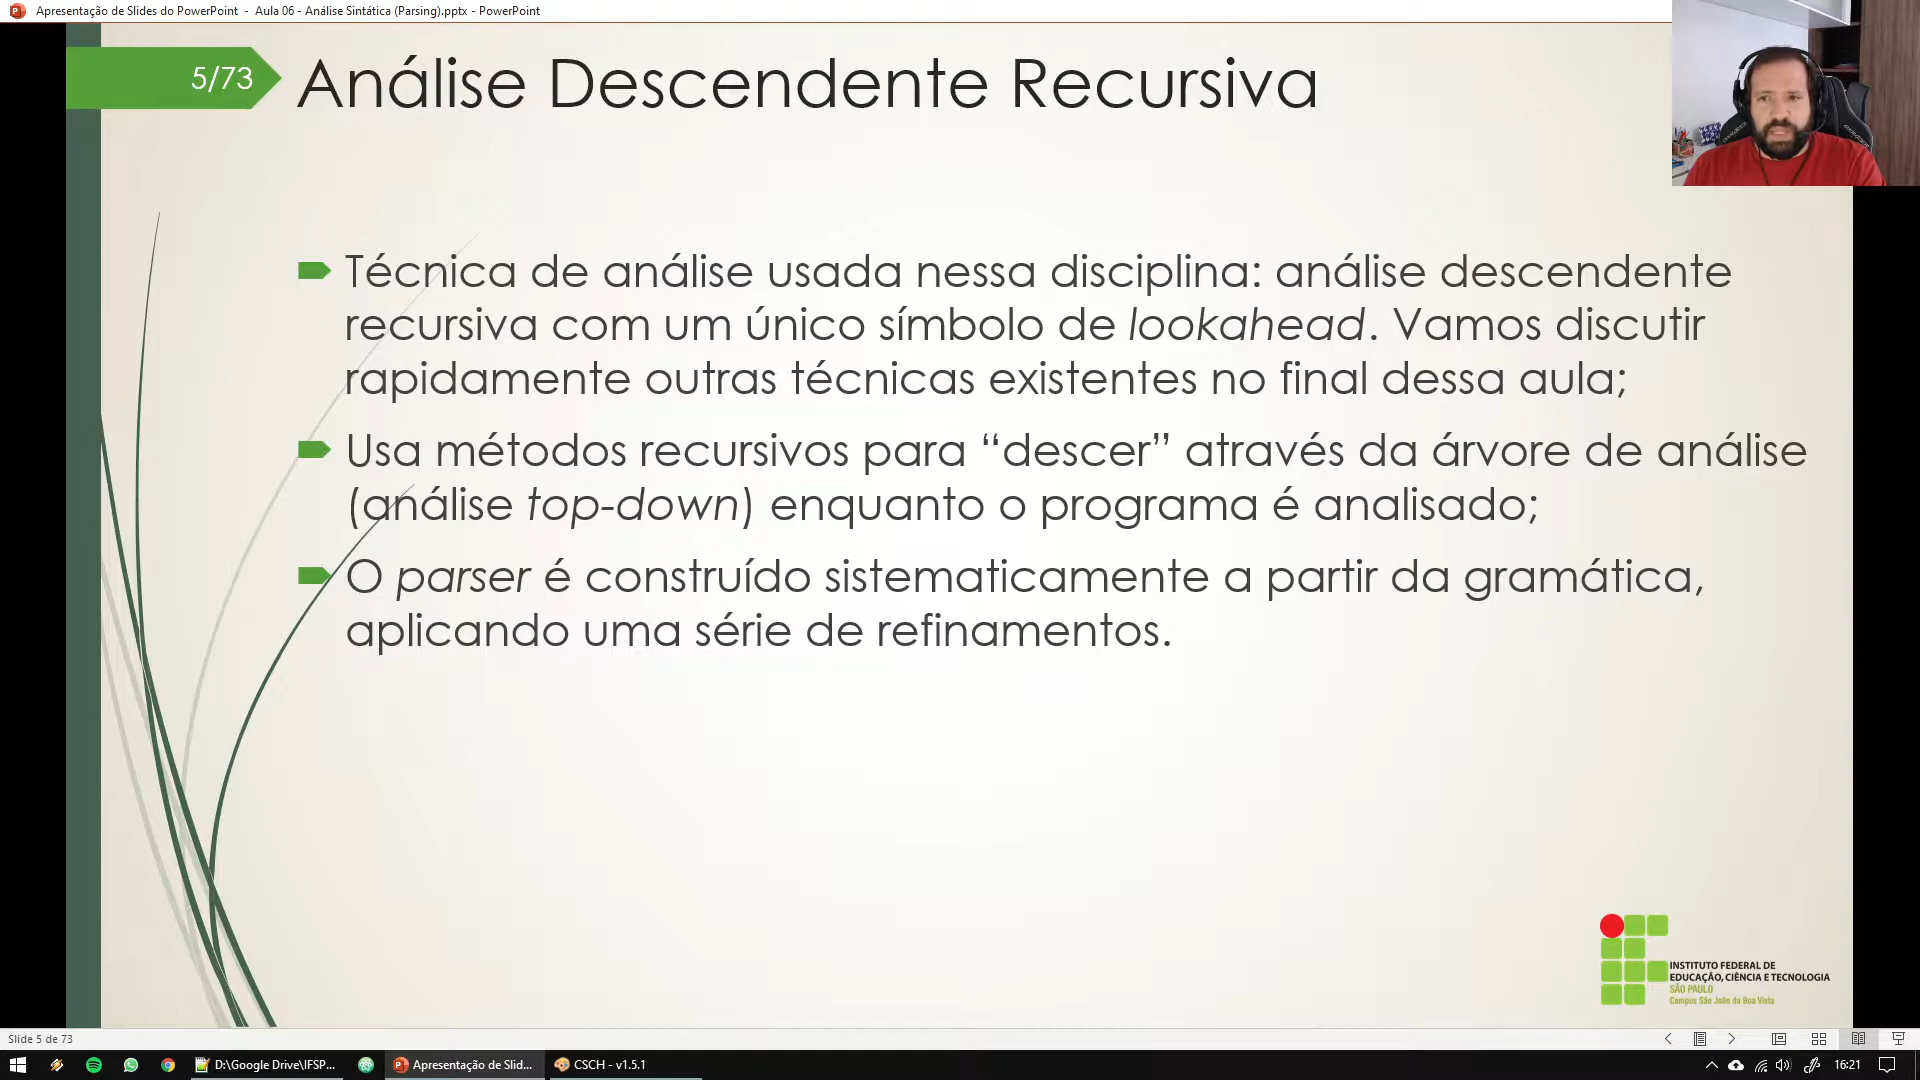 Apresentação de Slides do PowerPoint - Aula 06 - Análise Sintática (Parsing).pptx - PowerPoint
5/73
Análise Descendente Recursiva
Técnica de análise usada nessa disciplina: análise descendente
recursiva com um único símbolo de lookahead. Vamos discutir
rapidamente outras técnicas existentes no final dessa aula;
Usa métodos recursivos para “descer” através da árvore de análise
(análise top-down) enquanto o programa é analisado;
O parser é construído sistematicamente a partir da gramática,
aplicando uma série de refinamentos.
INSTITUTO FEDERAL DE
EDUCAÇÃO, CIÊNCIA E TECNOLOGIA
SÃO PAULO
Campus São João da Boa Vista
Slide 5 de 73
D:\Google Drive\IFSP...
Apresentação de Slid...
CSCH - v1.5.1
16:21